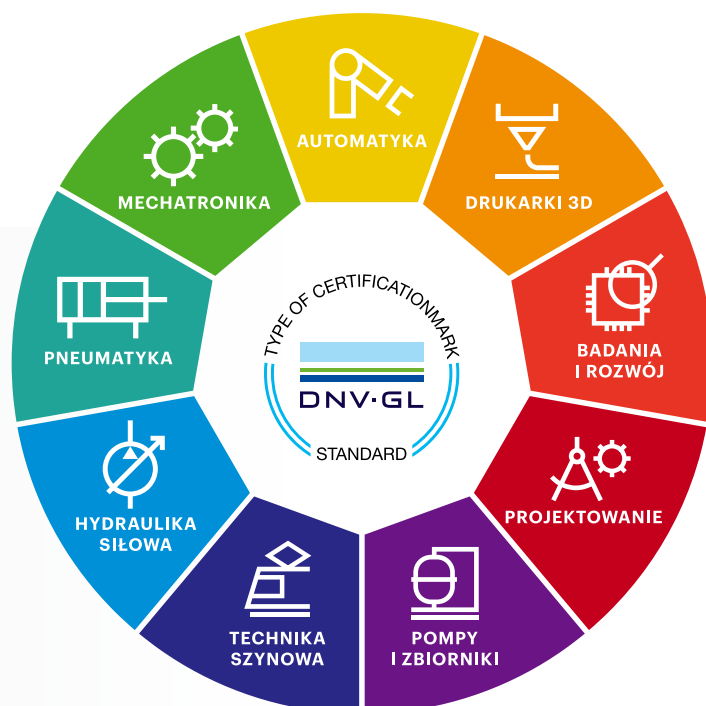 AUTOMATYKA
DRUKARKI 3D
BADANIA
I ROZWÓJ
PROJEKTOWANIE
POMPY
I ZBIORNIKI
TECHNIKA
SZYNOWA
HYDRAULIKA
SIŁOWA
PNEUMATYKA
MECHATRONIKA
TYPE OF CERTIFICATIONMARK
DNV·GL
STANDARD